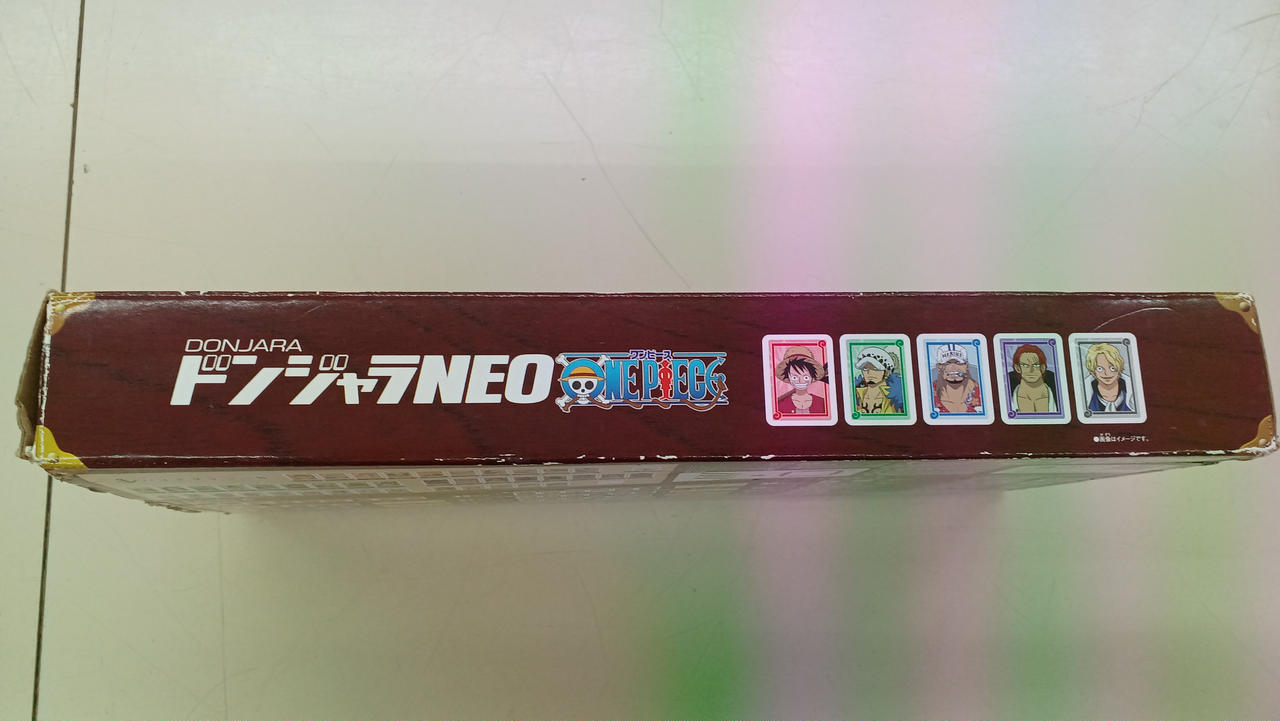 DONJARA
ドンジャラNEO
ワンピース
ONE PIECE
MARINE
●画像はイメージです。